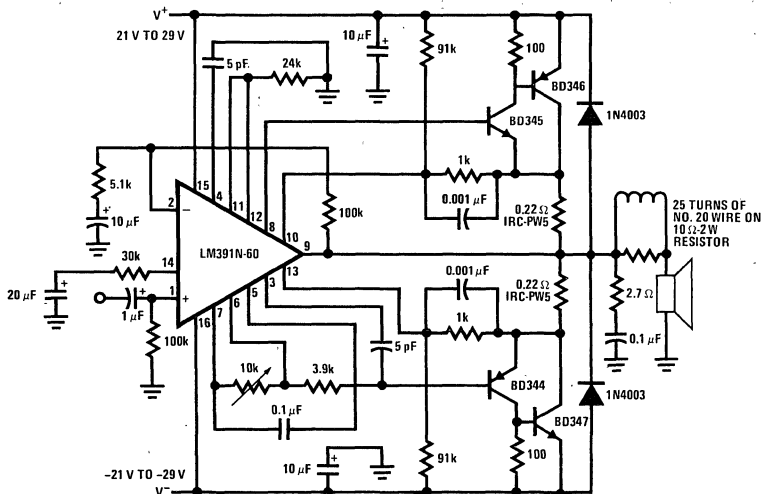 V+
21 V TO 29 V
10 μF
+
91k
100
5 pF.
24k
BD346
BD345
1N4003
5.1k
10 μF
+
15
4
11
12
8
2
−
1k
0.001 μF
100k
0.22 Ω
IRC-PW5
25 TURNS OF
NO. 20 WIRE ON
10 Ω-2W
RESISTOR
LM391N-60
10
9
30k
14
13
20 μF
+
1
+
1 μF
+
100k
16
7
6
5
3
0.001 μF
1k
0.22 Ω
IRC-PW5
2.7 Ω
0.1 μF
5 pF
10k
3.9k
BD344
1N4003
0.1 μF
BD347
−21 V TO −29 V
10 μF
+
91k
100
V−